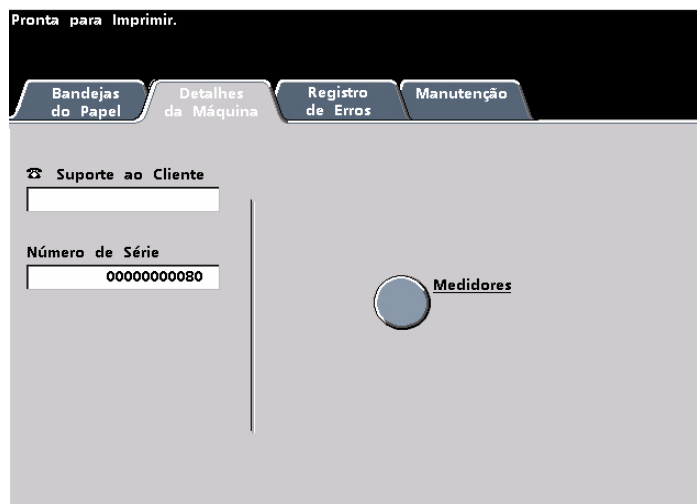 Pronta para Imprimir.
Bandejas
do Papel
Detalhes
da Máquina
Registro
de Erros
Manutenção
☎ Suporte ao Cliente
Número de Série
00000000080
Medidores